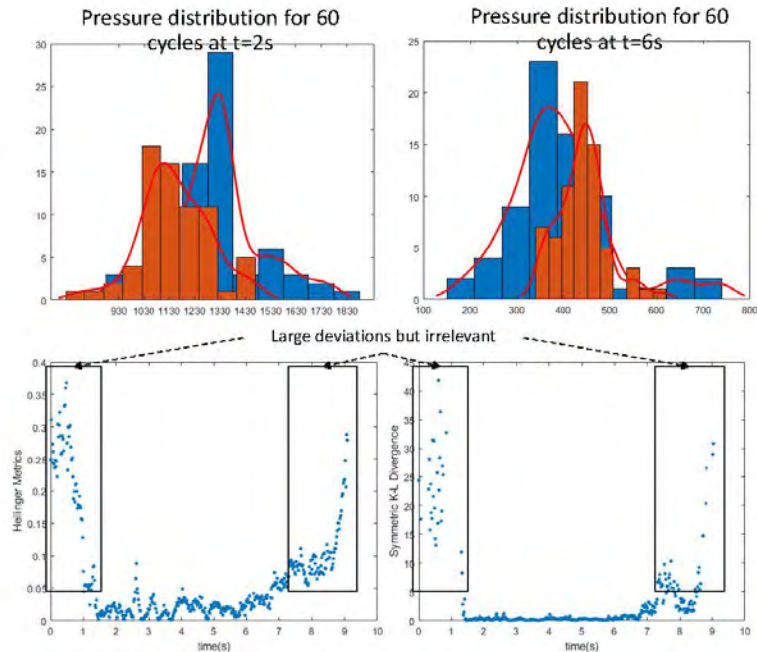 Pressure distribution for 60
cycles at t=2s
Pressure distribution for 60
cycles at t=6s
30
25
20
15
10
5
0
930 1030 1130 1230 1330 1430 1530 1630 1730 1830
25
20
15
10
5
0
100 200 300 400 500 600 700 800
Large deviations but irrelevant
0.4
0.35
0.3
0.25
0.2
0.15
0.1
0.05
0
Hellinger Metrics
0 1 2 3 4 5 6 7 8 9 10
time(s)
45
40
35
30
25
20
15
10
5
0
Symmetric K-L Divergence
0 1 2 3 4 5 6 7 8 9 10
time(s)